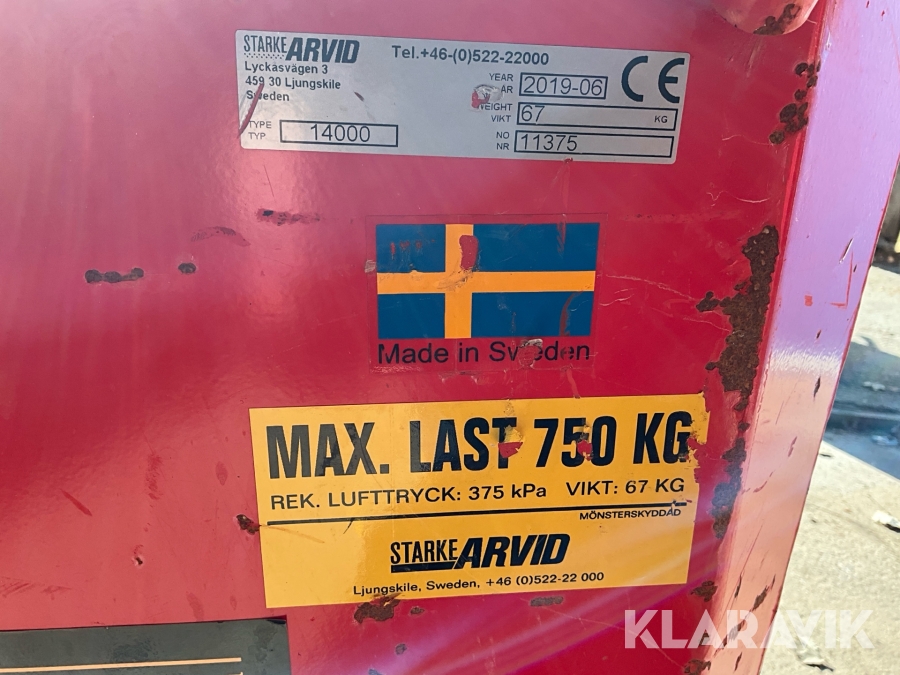 STARKE ARVID
Tel.+46-(0)522-22000
Lyckåsvägen 3
459 30 Ljungskile
Sweden
YEAR
2019-06
CE
WEIGHT
VIKT 67 KG
TYPE
TYP 14000
NO
NR 11375
Made in Sweden
MAX. LAST 750 KG
REK. LUFTTRYCK: 375 kPa VIKT: 67 KG
MÖNSTERSKYDDAD
STARKE ARVID
Ljungskile, Sweden, +46 (0)522-22 000
KLARAVIK